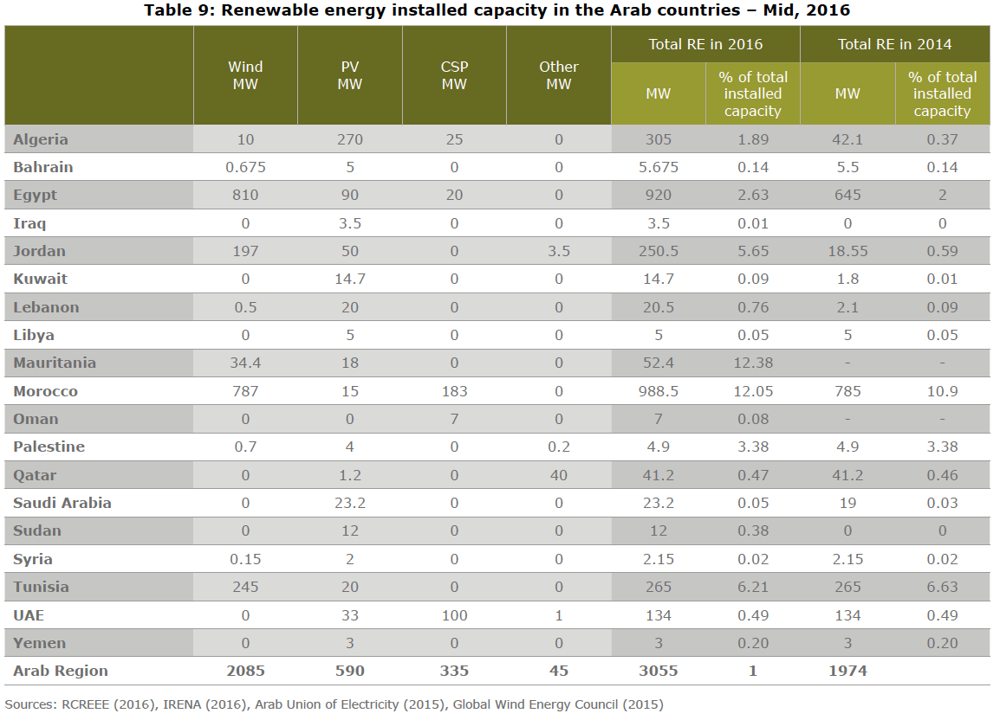 Table 9: Renewable energy installed capacity in the Arab countries – Mid, 2016
Wind MW PV MW CSP MW Other MW Total RE in 2016 Total RE in 2014
MW % of total installed capacity MW % of total installed capacity
Algeria 10 270 25 0 305 1.89 42.1 0.37
Bahrain 0.675 5 0 0 5.675 0.14 5.5 0.14
Egypt 810 90 20 0 920 2.63 645 2
Iraq 0 3.5 0 0 3.5 0.01 0 0
Jordan 197 50 0 3.5 250.5 5.65 18.55 0.59
Kuwait 0 14.7 0 0 14.7 0.09 1.8 0.01
Lebanon 0.5 20 0 0 20.5 0.76 2.1 0.09
Libya 0 5 0 0 5 0.05 5 0.05
Mauritania 34.4 18 0 0 52.4 12.38 - -
Morocco 787 15 183 0 988.5 12.05 785 10.9
Oman 0 0 7 0 7 0.08 - -
Palestine 0.7 4 0 0.2 4.9 3.38 4.9 3.38
Qatar 0 1.2 0 40 41.2 0.47 41.2 0.46
Saudi Arabia 0 23.2 0 0 23.2 0.05 19 0.03
Sudan 0 12 0 0 12 0.38 0 0
Syria 0.15 2 0 0 2.15 0.02 2.15 0.02
Tunisia 245 20 0 0 265 6.21 265 6.63
UAE 0 33 100 1 134 0.49 134 0.49
Yemen 0 3 0 0 3 0.20 3 0.20
Arab Region 2085 590 335 45 3055 1 1974
Sources: RCREEE (2016), IRENA (2016), Arab Union of Electricity (2015), Global Wind Energy Council (2015)